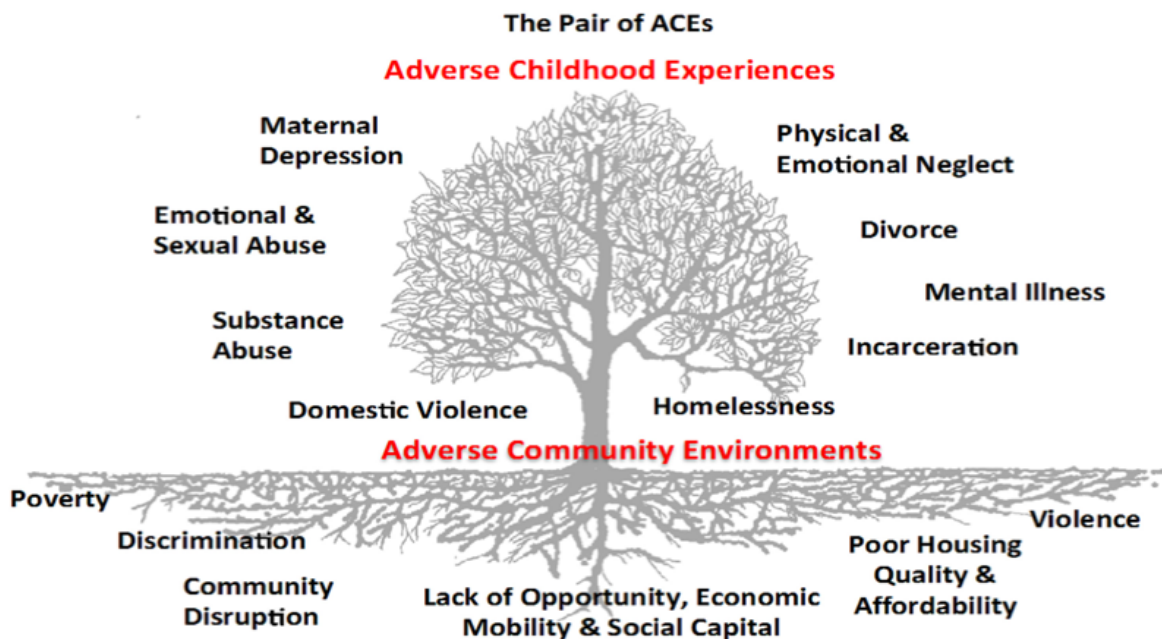 The Pair of ACEs
Adverse Childhood Experiences
Maternal
Depression
Physical &
Emotional Neglect
Emotional &
Sexual Abuse
Divorce
Mental Illness
Substance
Abuse
Incarceration
Domestic Violence
Homelessness
Adverse Community Environments
Poverty
Violence
Discrimination
Poor Housing
Quality &
Affordability
Community
Disruption
Lack of Opportunity, Economic
Mobility & Social Capital